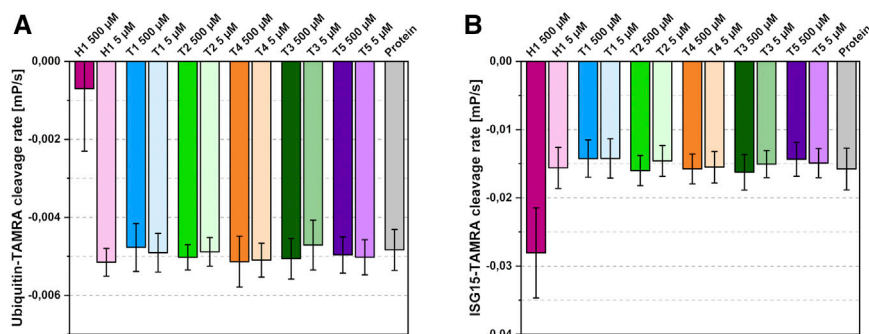 A
H1 500 µM
H1 5 µM
T1 500 µM
T1 5 µM
T2 500 µM
T2 5 µM
T4 500 µM
T4 5 µM
T3 500 µM
T3 5 µM
T5 500 µM
T5 5 µM
Protein
Ubiquitin-TAMRA cleavage rate [mP/s]
0,000
-0,002
-0,004
-0,006
B
H1 500 µM
H1 5 µM
T1 500 µM
T1 5 µM
T2 500 µM
T2 5 µM
T4 500 µM
T4 5 µM
T3 500 µM
T3 5 µM
T5 500 µM
T5 5 µM
Protein
ISG15-TAMRA cleavage rate [mP/s]
0,00
-0,01
-0,02
-0,03
-0,04